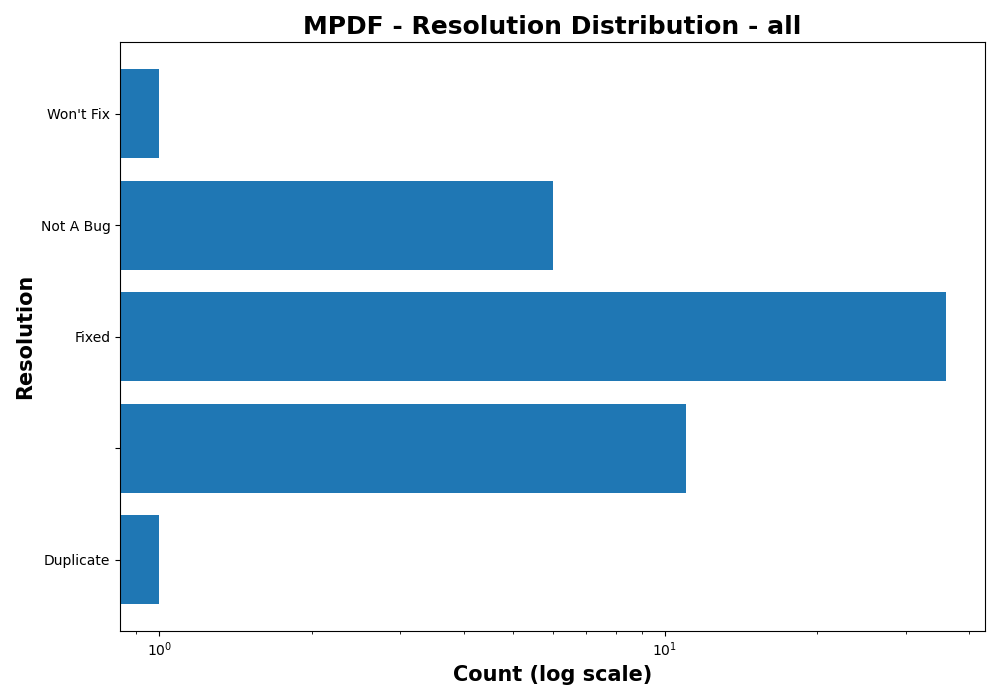 MPDF - Resolution Distribution - all
Won't Fix
Not A Bug
Fixed
Duplicate
Resolution
10⁰
10¹
Count (log scale)